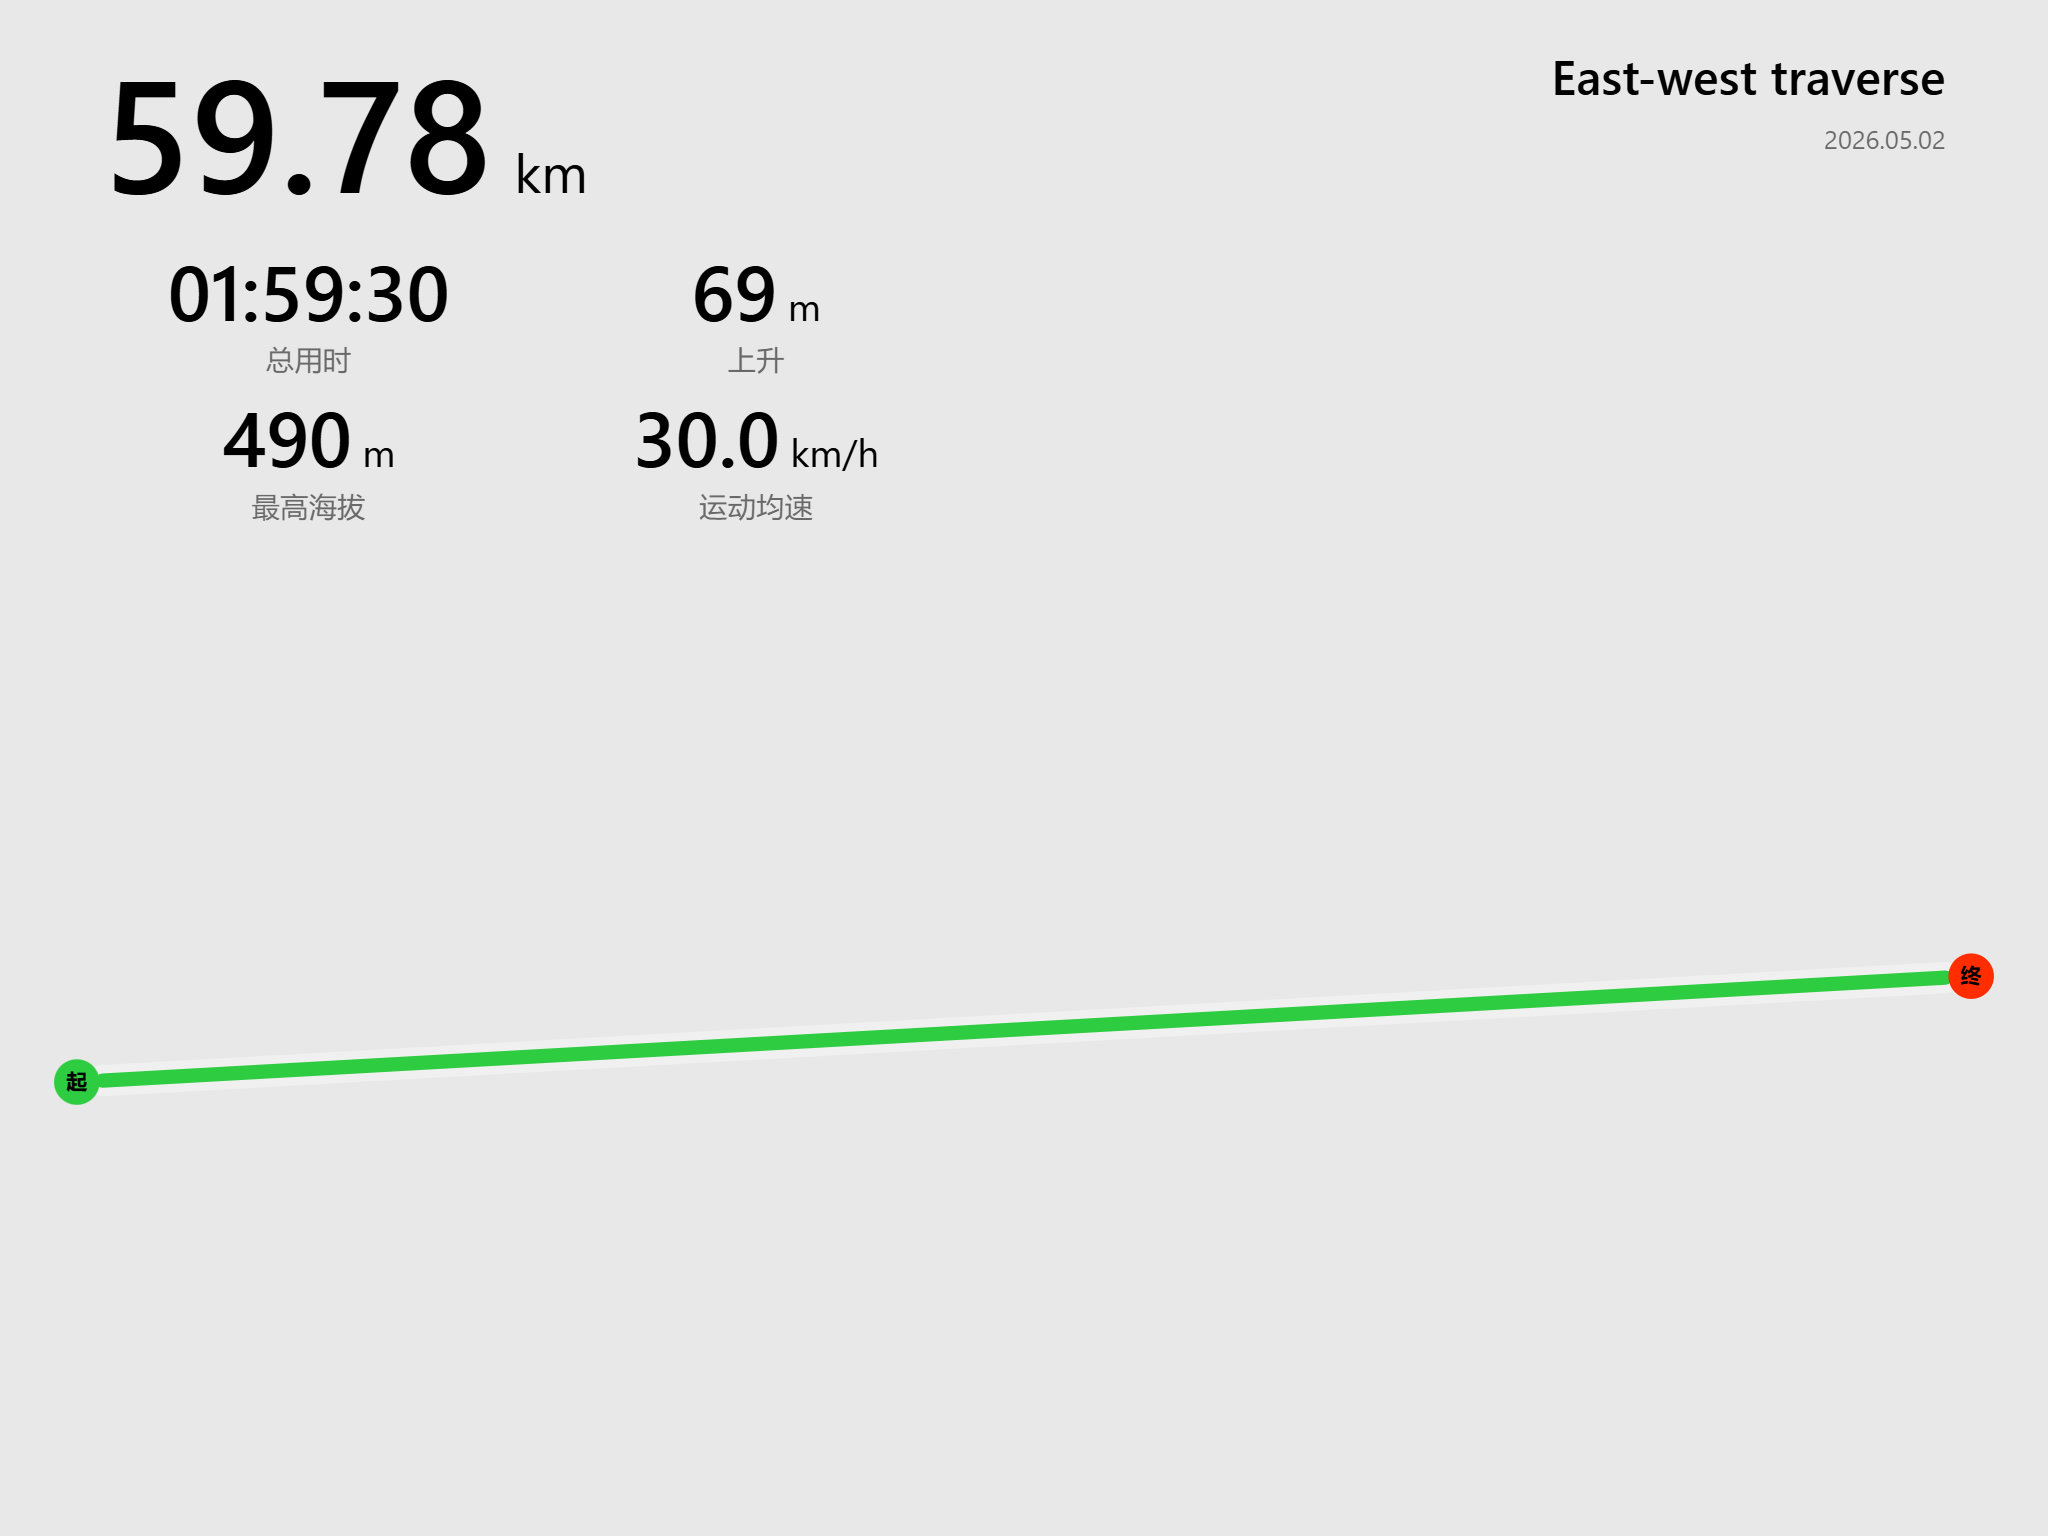 59.78 km
East-west traverse
2026.05.02
01:59:30
总用时
69 m
上升
490 m
最高海拔
30.0 km/h
运动均速
终
起